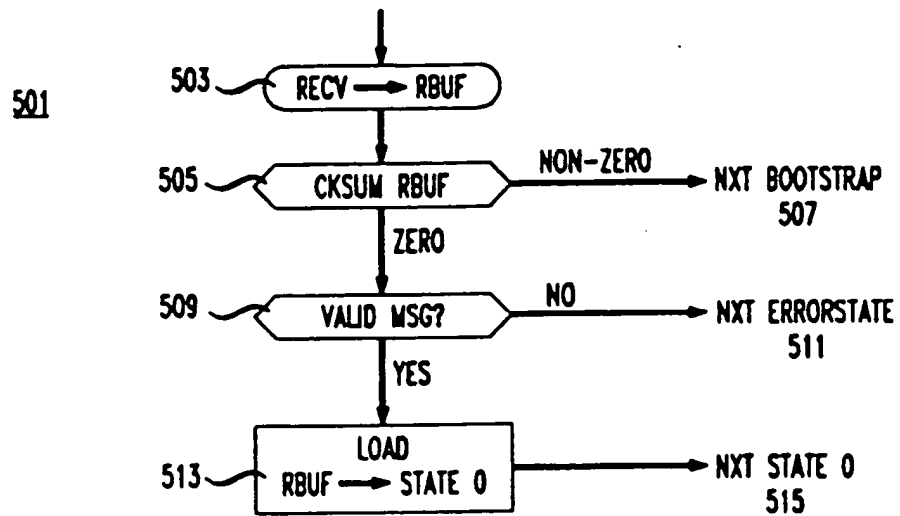 501
503
RECV → RBUF
505
CKSUM RBUF
NON-ZERO
NXT BOOTSTRAP
507
ZERO
509
VALID MSG?
NO
NXT ERRORSTATE
511
YES
513
LOAD
RBUF → STATE 0
NXT STATE 0
515